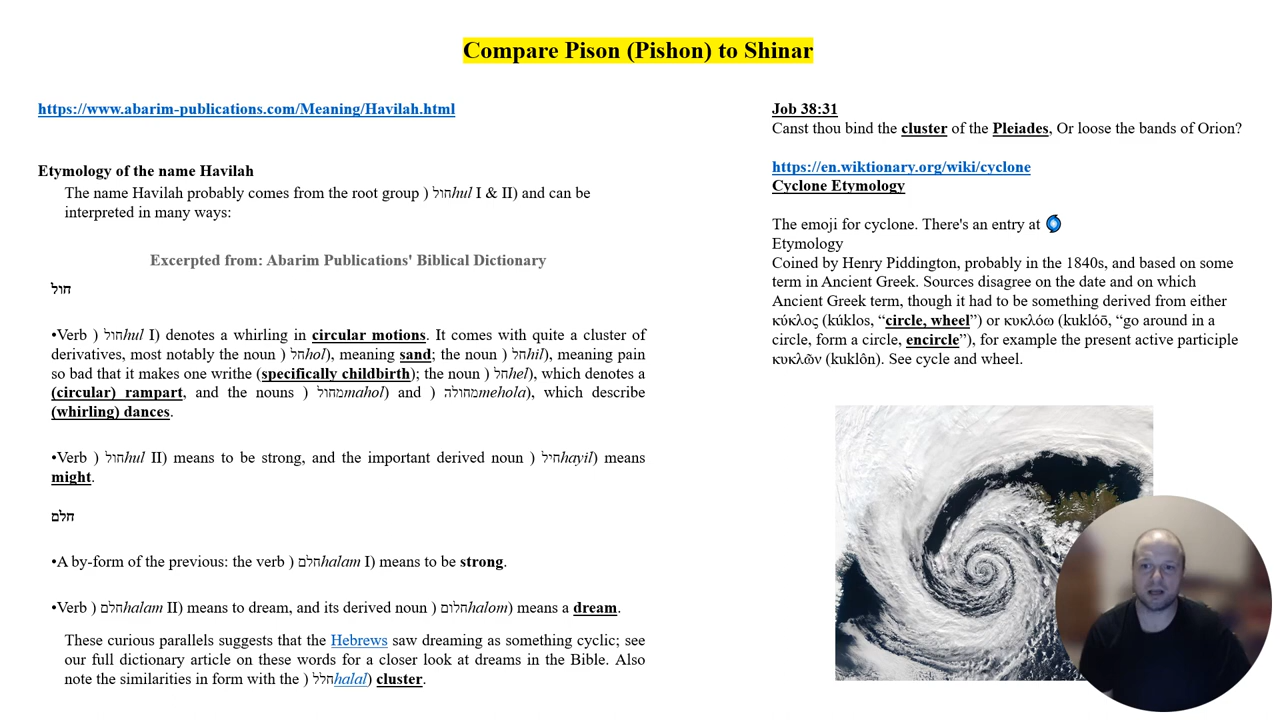 Compare Pison (Pishon) to Shinar
https://www.abarim-publications.com/Meaning/Havilah.html
Etymology of the name Havilah
The name Havilah probably comes from the root group ) חולhul I & II) and can be
interpreted in many ways:
Excerpted from: Abarim Publications' Biblical Dictionary
חול
•Verb ) חולhul I) denotes a whirling in circular motions. It comes with quite a cluster of
derivatives, most notably the noun ) חלhol), meaning sand; the noun ) חלhil), meaning pain
so bad that it makes one writhe (specifically childbirth); the noun ) חלhel), which denotes a
(circular) rampart, and the nouns ) מחולmahol) and ) מחולהmehola), which describe
(whirling) dances.
•Verb ) חולhul II) means to be strong, and the important derived noun ) חילhayil) means
might.
חלם
•A by-form of the previous: the verb ) חלםhalam I) means to be strong.
•Verb ) חלםhalam II) means to dream, and its derived noun ) חלוםhalom) means a dream.
These curious parallels suggests that the Hebrews saw dreaming as something cyclic; see
our full dictionary article on these words for a closer look at dreams in the Bible. Also
note the similarities in form with the ) חללhalal) cluster.
Job 38:31
Canst thou bind the cluster of the Pleiades, Or loose the bands of Orion?
https://en.wiktionary.org/wiki/cyclone
Cyclone Etymology
The emoji for cyclone. There's an entry at 🌀
Etymology
Coined by Henry Piddington, probably in the 1840s, and based on some
term in Ancient Greek. Sources disagree on the date and on which
Ancient Greek term, though it had to be something derived from either
κύκλος (kúklos, “circle, wheel”) or κυκλόω (kuklóō, “go around in a
circle, form a circle, encircle”), for example the present active participle
κυκλῶν (kuklôn). See cycle and wheel.